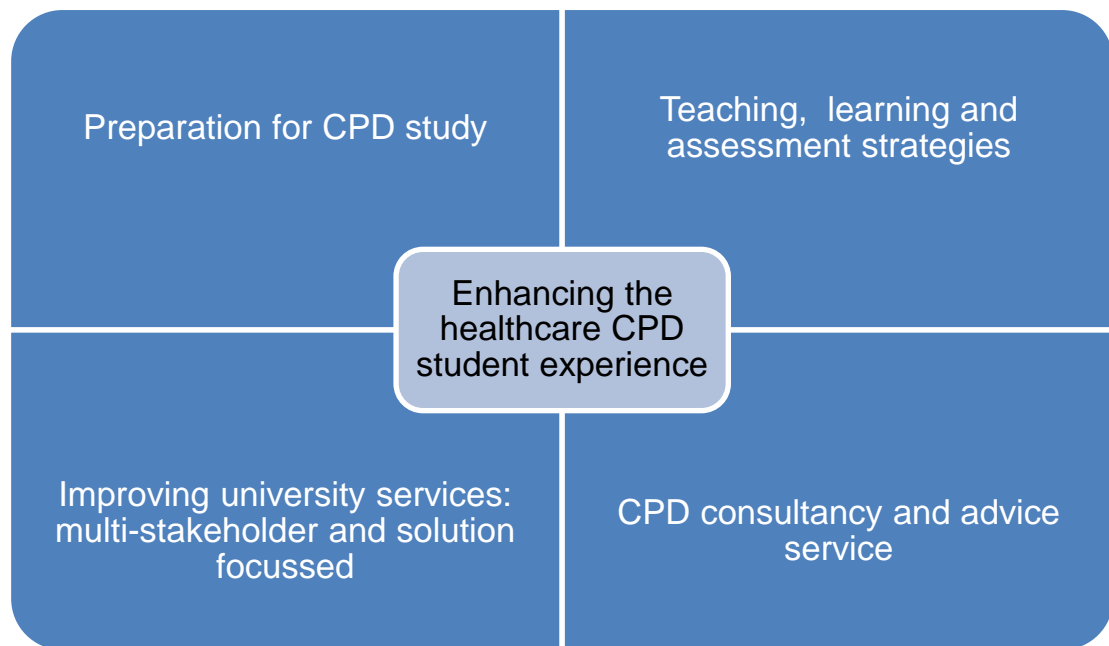 Preparation for CPD study
Teaching, learning and
assessment strategies
Enhancing the
healthcare CPD
student experience
Improving university services:
multi-stakeholder and solution
focussed
CPD consultancy and advice
service